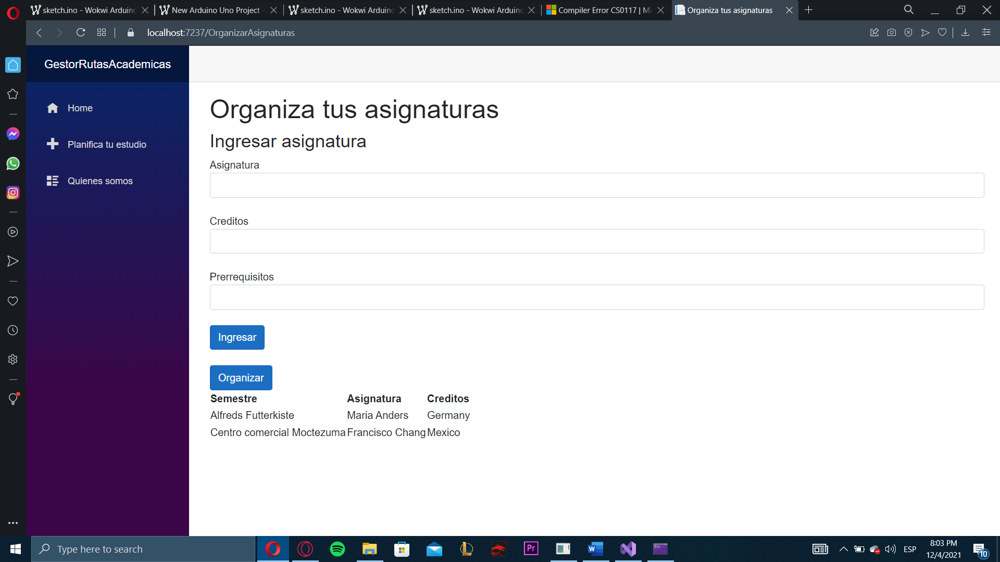 sketch.ino - Wokwi Arduino
New Arduino Uno Project -
sketch.ino - Wokwi Arduino
sketch.ino - Wokwi Arduino
Compiler Error CS0117 | Mi
Organiza tus asignaturas
localhost:7237/OrganizarAsignaturas
GestorRutasAcademicas
Home
Planifica tu estudio
Quienes somos
Organiza tus asignaturas
Ingresar asignatura
Asignatura
Creditos
Prerrequisitos
Ingresar
Organizar
Semestre Asignatura Creditos
Alfreds Futterkiste Maria Anders Germany
Centro comercial Moctezuma Francisco Chang Mexico
Type here to search
Pr
W
ESP
8:03 PM
12/4/2021
10